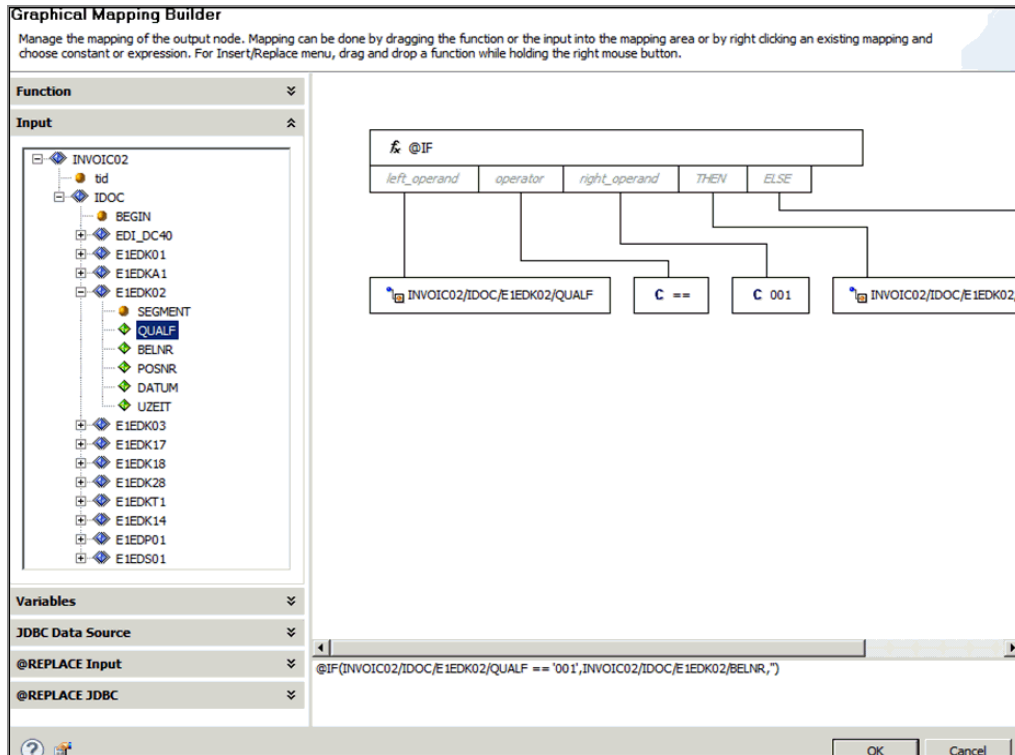 Graphical Mapping Builder
Manage the mapping of the output node. Mapping can be done by dragging the function or the input into the mapping area or by right clicking an existing mapping and
choose constant or expression. For Insert/Replace menu, drag and drop a function while holding the right mouse button.
Function
Input
INVOIC02
tid
IDOC
BEGIN
EDI_DC40
E1EDK01
E1EDKA1
E1EDK02
SEGMENT
QUALF
BELNR
POSNR
DATUM
UZEIT
E1EDK03
E1EDK17
E1EDK18
E1EDK28
E1EDKT1
E1EDK14
E1EDP01
E1EDS01
Variables
JDBC Data Source
@REPLACE Input
@REPLACE JDBC
fx @IF
left_operand operator right_operand THEN ELSE
INVOIC02/IDOC/E1EDK02/QUALF C == C 001 INVOIC02/IDOC/E1EDK02/
@IF(INVOIC02/IDOC/E1EDK02/QUALF == '001',INVOIC02/IDOC/E1EDK02/BELNR,'')
OK Cancel